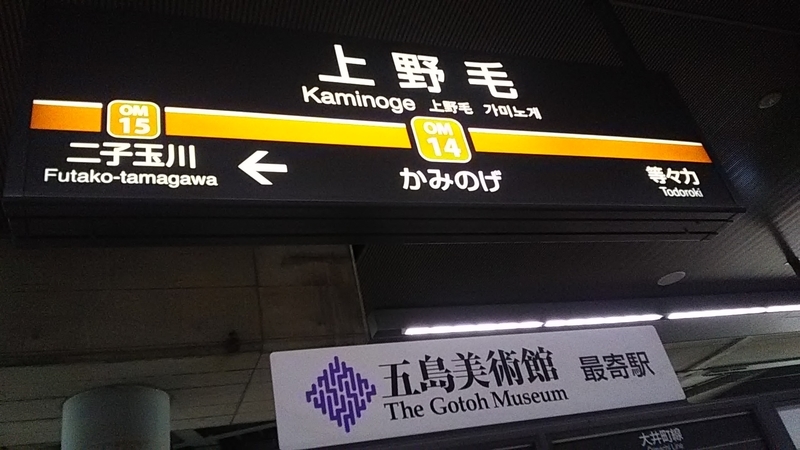 上野毛
Kaminoge 上野毛 가미노게
OM 15
OM 14
二子玉川
Futako-tamagawa
←
かみのげ
等々力
Todoroki
五島美術館 最寄駅
The Gotoh Museum
大井町線